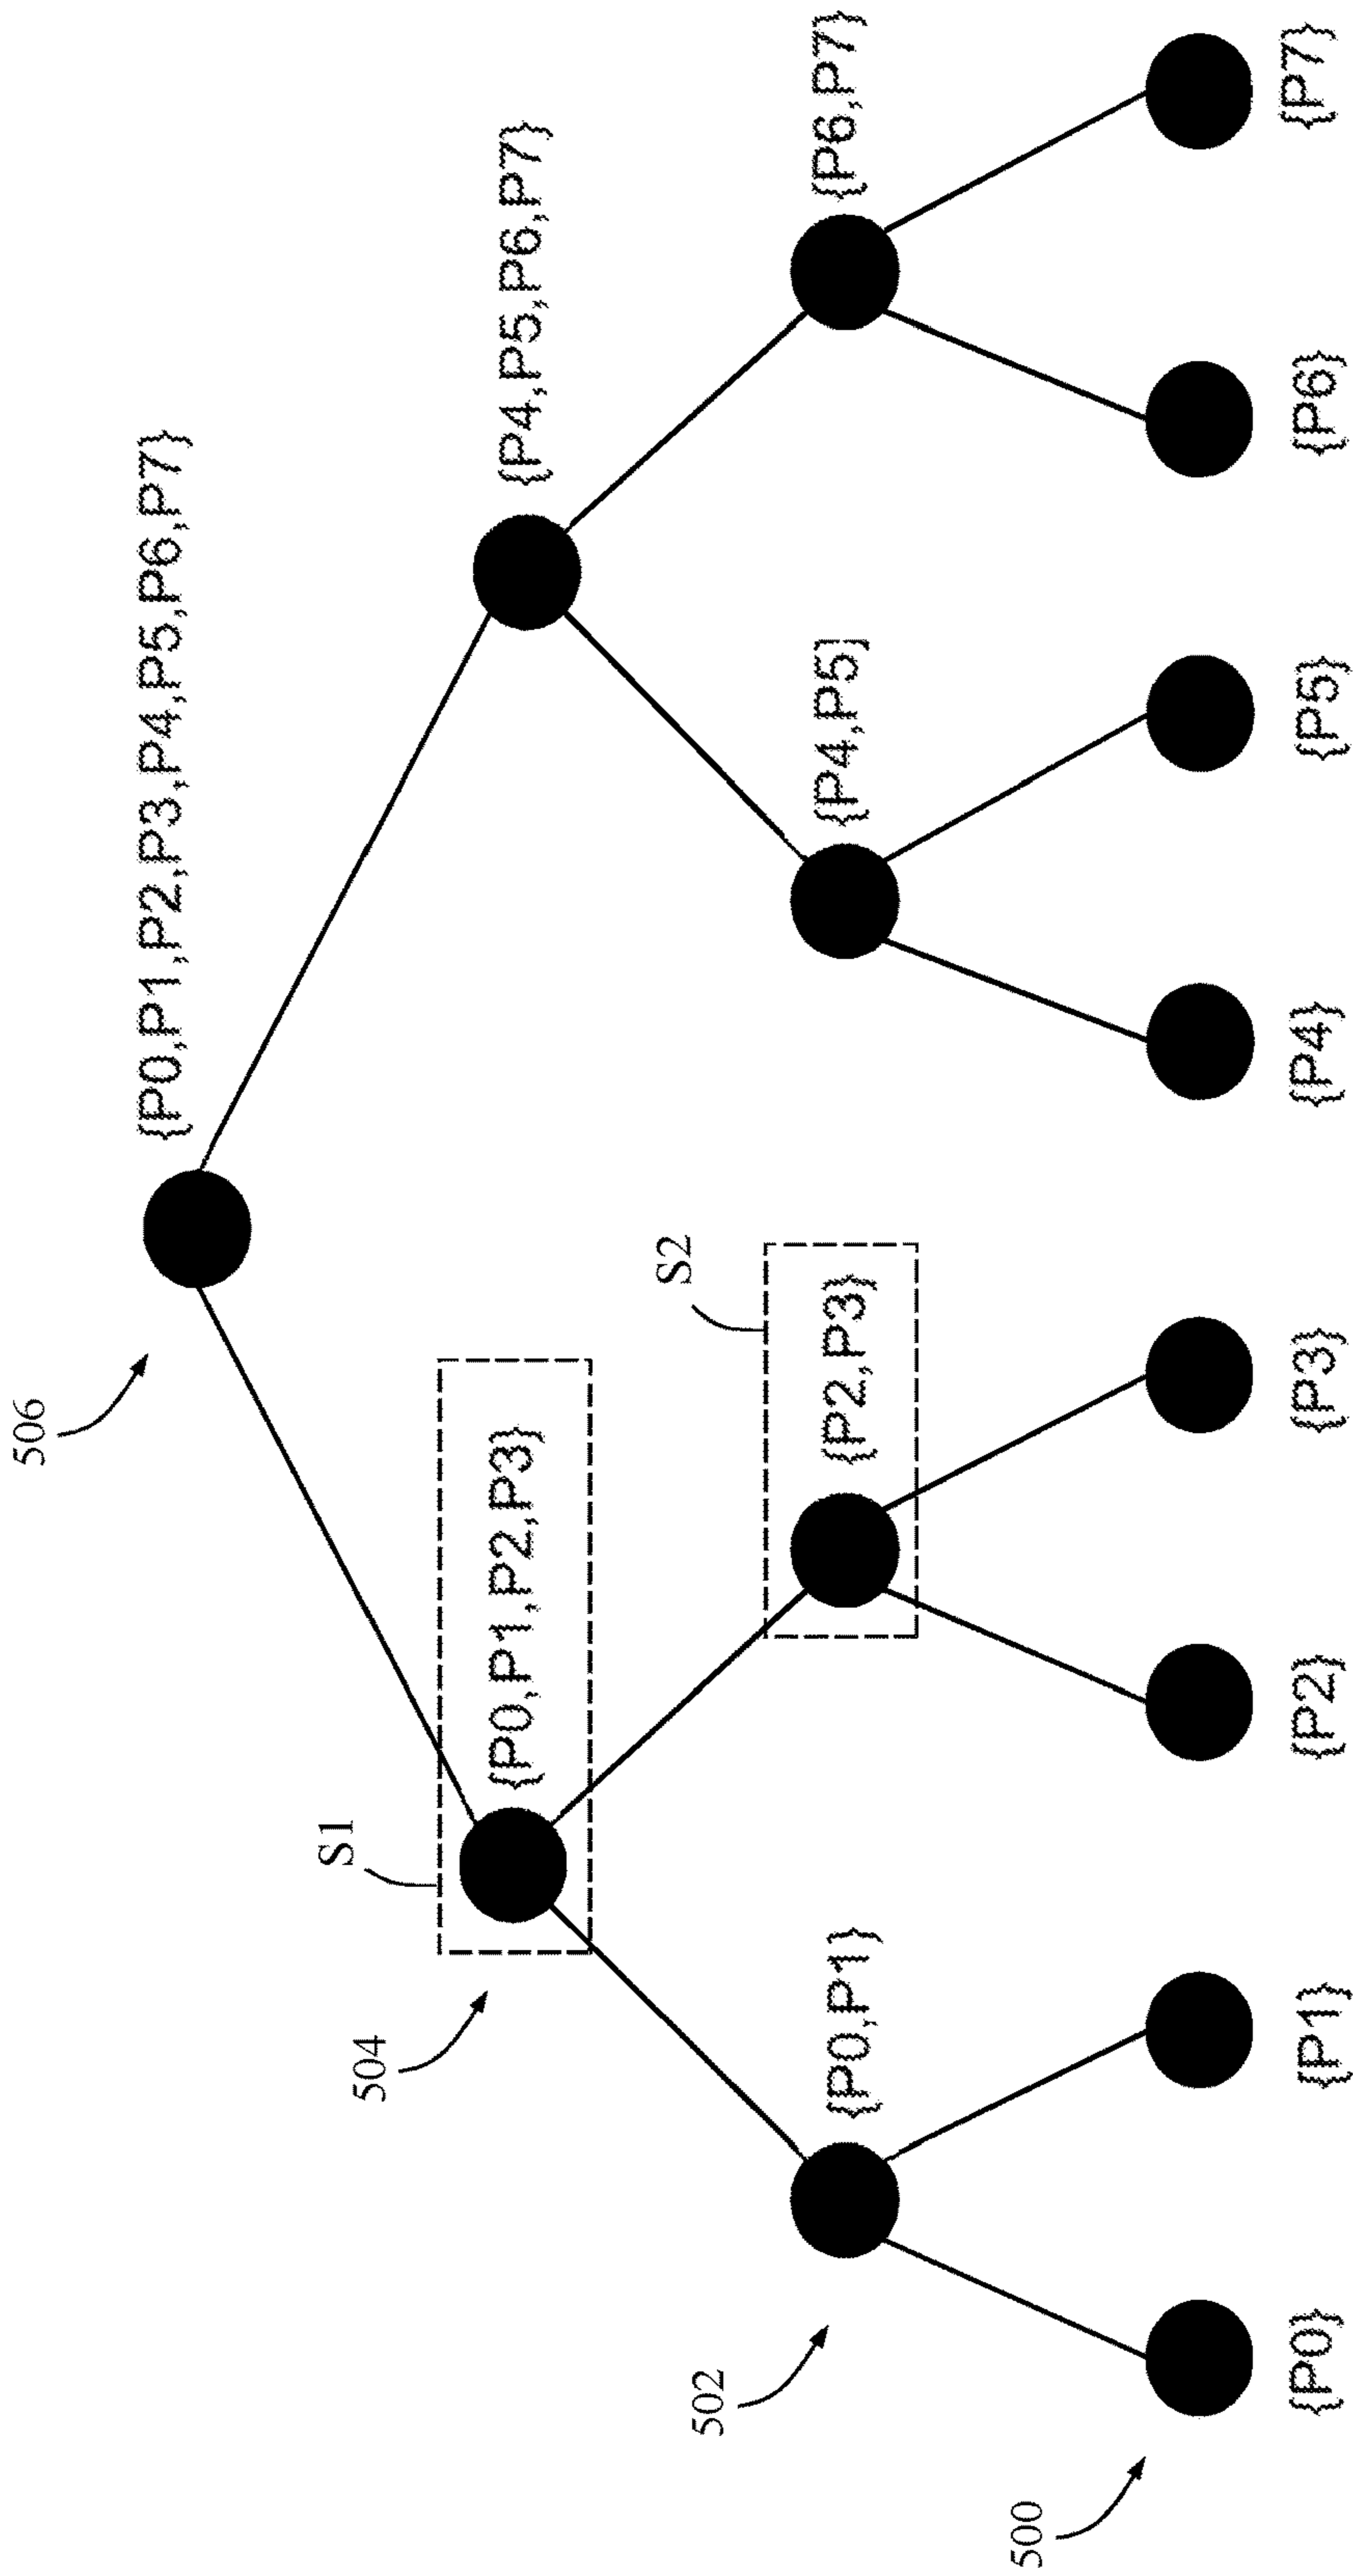 506
{P0,P1,P2,P3,P4,P5,P6,P7}
S1
504
{P0,P1,P2,P3}
{P4,P5,P6,P7}
S2
502
{P0,P1}
{P2,P3}
{P4,P5}
{P6,P7}
500
{P0}
{P1}
{P2}
{P3}
{P4}
{P5}
{P6}
{P7}